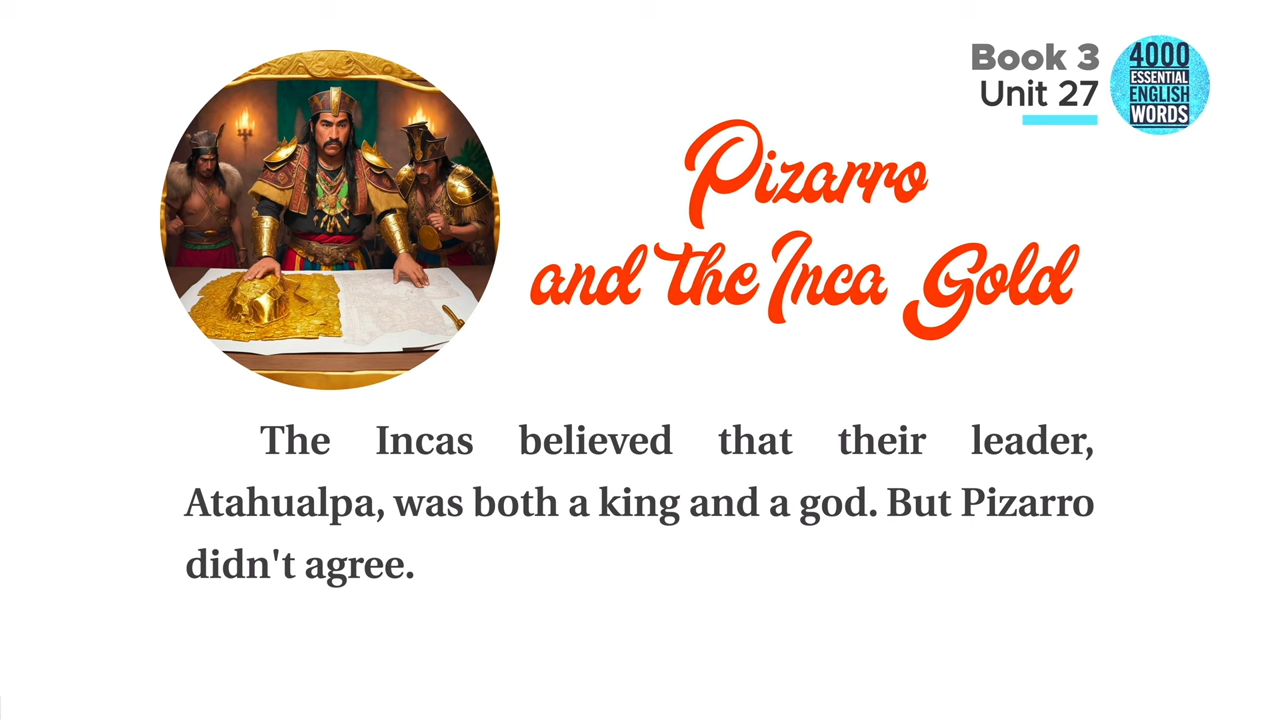 Book 3
Unit 27
4000
ESSENTIAL
ENGLISH
WORDS
Pizarro
and the Inca Gold
The Incas believed that their leader,
Atahualpa, was both a king and a god. But Pizarro
didn't agree.